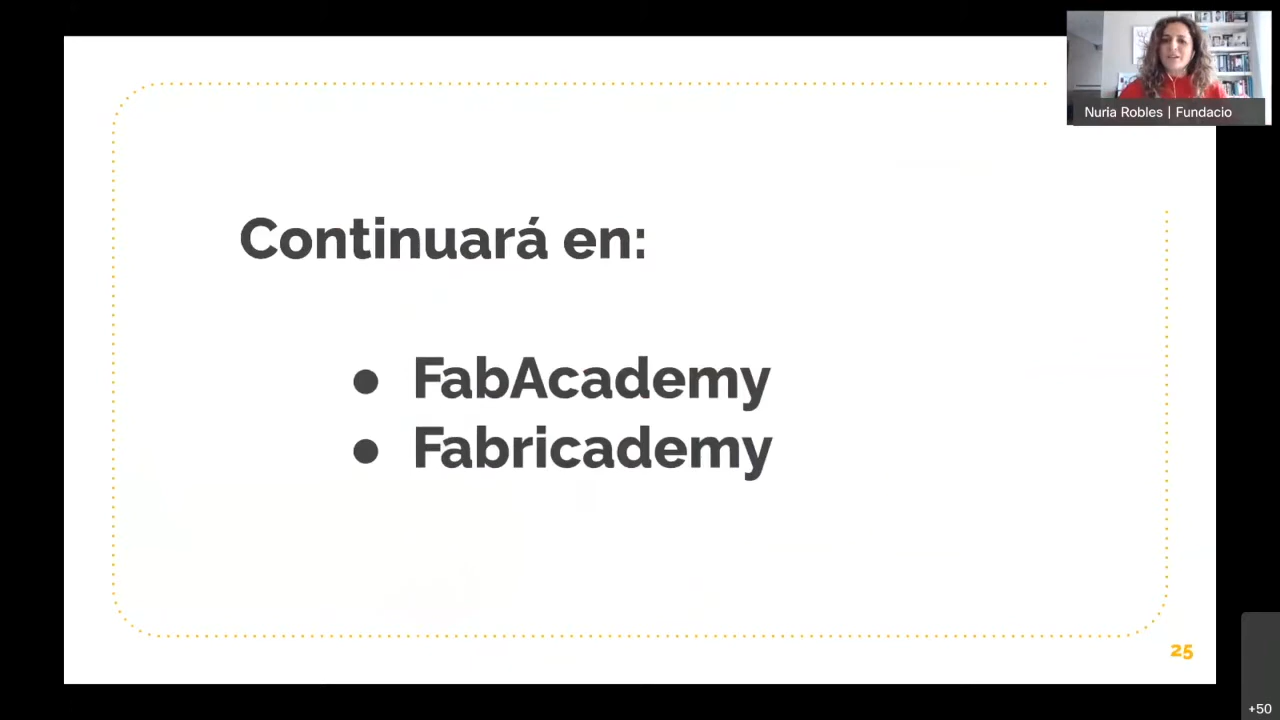 Nuria Robles | Fundacio
Continuará en:
● FabAcademy
● Fabricademy
25
+50